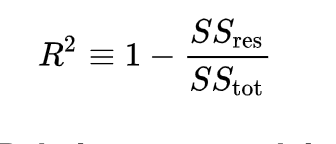 R² ≡ 1 − SS_res / SS_tot